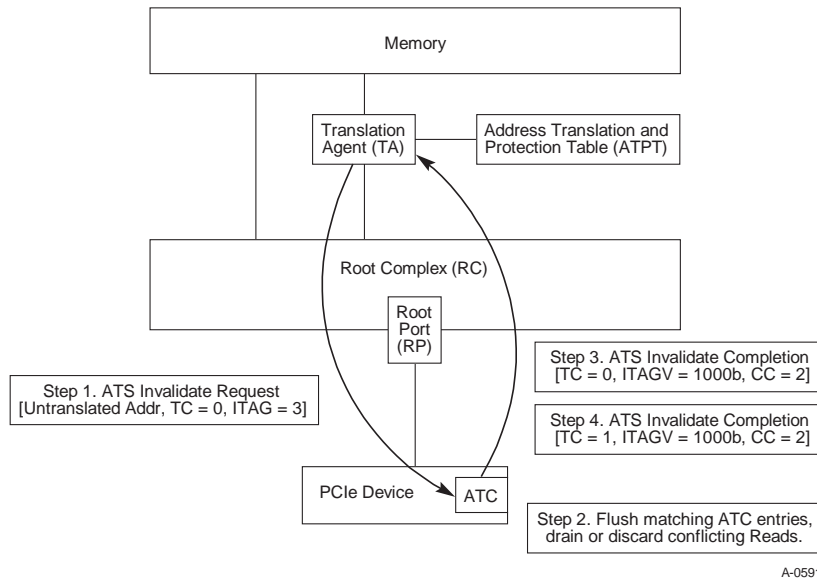 Memory
Translation
Agent (TA)
Address Translation and
Protection Table (ATPT)
Root Complex (RC)
Root
Port
(RP)
Step 3. ATS Invalidate Completion
[TC = 0, ITAGV = 1000b, CC = 2]
Step 1. ATS Invalidate Request
[Untranslated Addr, TC = 0, ITAG = 3]
Step 4. ATS Invalidate Completion
[TC = 1, ITAGV = 1000b, CC = 2]
PCIe Device
ATC
Step 2. Flush matching ATC entries,
drain or discard conflicting Reads.
A-0591